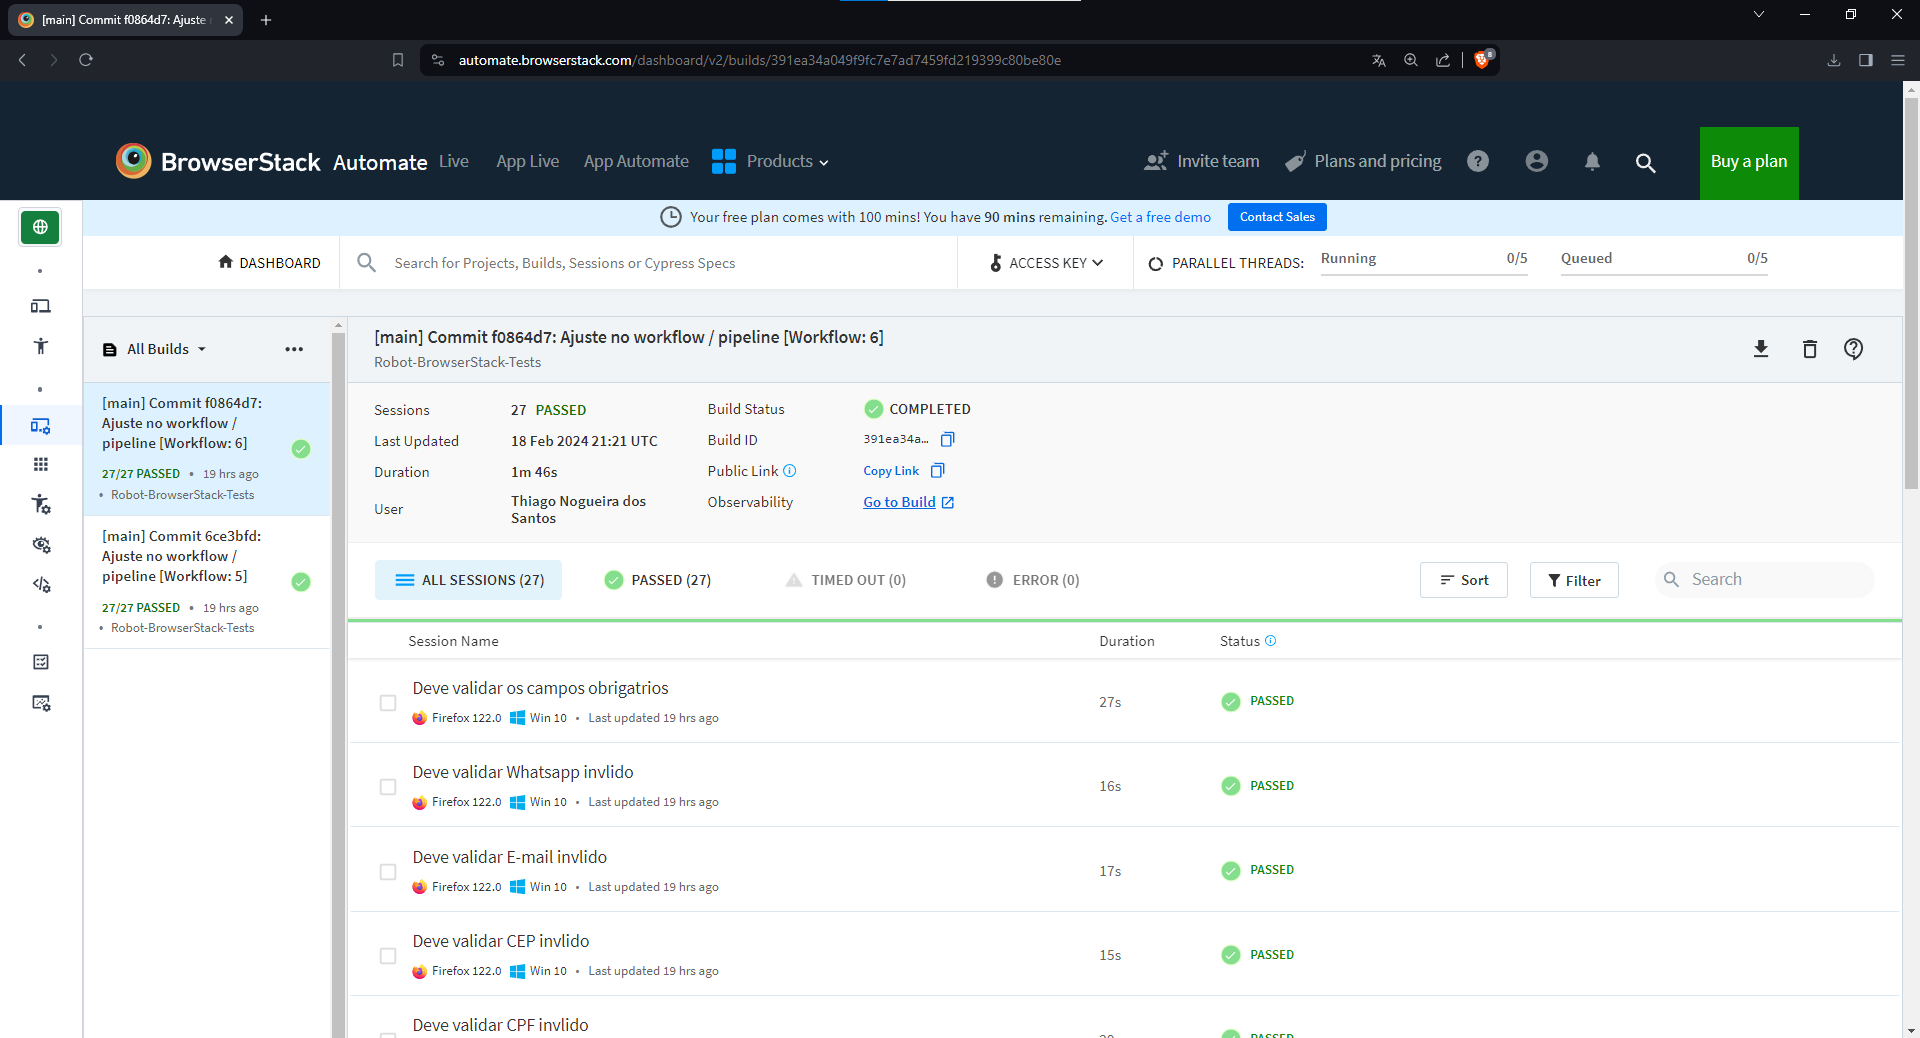 [main] Commit f0864d7: Ajuste
automate.browserstack.com/dashboard/v2/builds/391ea34a049f9fc7e7ad7459fd219399c80be80e
8
BrowserStack Automate Live App Live App Automate Products Invite team Plans and pricing ? Buy a plan
Your free plan comes with 100 mins! You have 90 mins remaining. Get a free demo Contact Sales
DASHBOARD Search for Projects, Builds, Sessions or Cypress Specs ACCESS KEY PARALLEL THREADS: Running 0/5 Queued 0/5
All Builds
[main] Commit f0864d7:
Ajuste no workflow /
pipeline [Workflow: 6]
27/27 PASSED • 19 hrs ago
• Robot-BrowserStack-Tests
[main] Commit 6ce3bfd:
Ajuste no workflow /
pipeline [Workflow: 5]
27/27 PASSED • 19 hrs ago
• Robot-BrowserStack-Tests
[main] Commit f0864d7: Ajuste no workflow / pipeline [Workflow: 6]
Robot-BrowserStack-Tests
Sessions 27 PASSED Build Status COMPLETED
Last Updated 18 Feb 2024 21:21 UTC Build ID 391ea34a...
Duration 1m 46s Public Link Copy Link
User Thiago Nogueira dos Santos Observability Go to Build
ALL SESSIONS (27) PASSED (27) TIMED OUT (0) ERROR (0) Sort Filter Search
Session Name Duration Status
Deve validar os campos obrigatrios 27s PASSED
Firefox 122.0 Win 10 • Last updated 19 hrs ago
Deve validar Whatsapp invlido 16s PASSED
Firefox 122.0 Win 10 • Last updated 19 hrs ago
Deve validar E-mail invlido 17s PASSED
Firefox 122.0 Win 10 • Last updated 19 hrs ago
Deve validar CEP invlido 15s PASSED
Firefox 122.0 Win 10 • Last updated 19 hrs ago
Deve validar CPF invlido PASSED